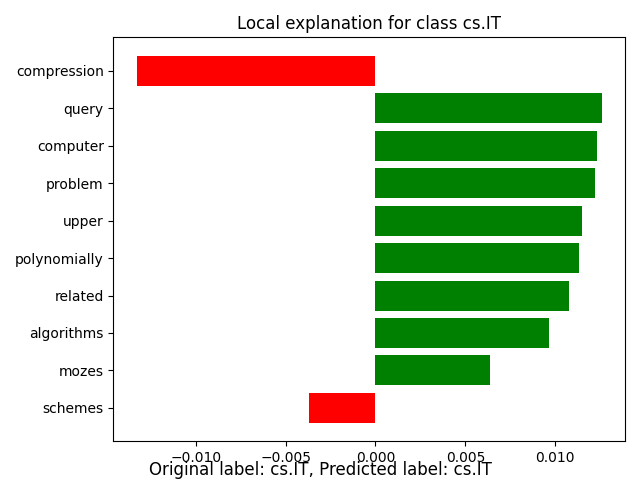 Local explanation for class cs.IT
compression
query
computer
problem
upper
polynomially
related
algorithms
mozes
schemes
−0.010 −0.005 0.000 0.005 0.010
Original label: cs.IT, Predicted label: cs.IT